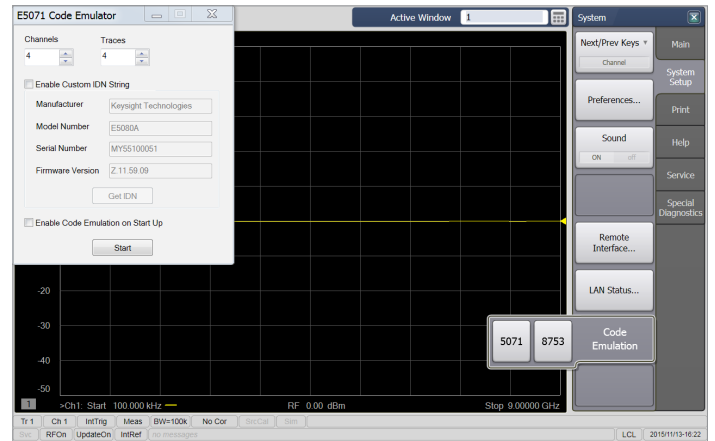 E5071 Code Emulator
Channels Traces
4 4
Enable Custom IDN String
Manufacturer Keysight Technologies
Model Number E5080A
Serial Number MY55100051
Firmware Version Z.11.59.09
Get IDN
Enable Code Emulation on Start Up
Start
Active Window 1
System
Next/Prev Keys
Channel
Preferences...
Sound
ON off
Remote
Interface...
LAN Status...
5071 8753 Code
Emulation
Main
System
Setup
Print
Help
Service
Special
Diagnostics
-20
-30
-40
-50
1 >Ch1: Start 100.000 kHz RF 0.00 dBm Stop 9.00000 GHz
Tr 1 Ch 1 IntTrig Meas BW=100k No Cor SrcCal Sim
Svc RFOn UpdateOn IntRef no messages LCL 2015/11/13-16:22